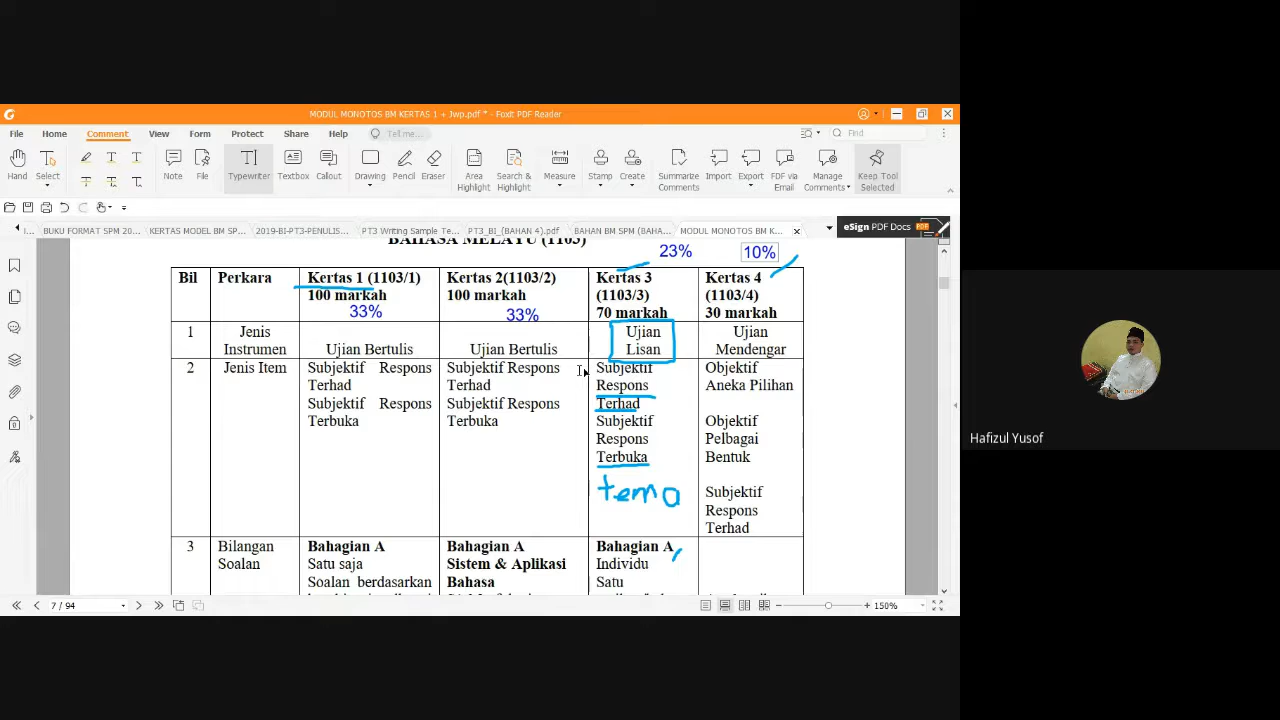 MODUL MONOTOS BM KERTAS 1 + Jwp.pdf * - Foxit PDF Reader
File Home Comment View Form Protect Share Help Tell me... Find
Hand Select Note File Typewriter Textbox Callout Drawing Pencil Eraser Area Highlight Search & Highlight Measure Stamp Create Summarize Comments Import Export PDF via Email Manage Comments Keep Tool Selected
I... BUKU FORMAT SPM 20... KERTAS MODEL BM SP... 2019-BI-PT3-PENULIS... PT3 Writing Sample Te... PT3_BI_(BAHAN 4).pdf BAHAN BM SPM (BAHA... MODUL MONOTOS BM K... eSign PDF Docs
BAHASA MELAYU (1103)
23% 10%
Bil Perkara Kertas 1 (1103/1) Kertas 2(1103/2) Kertas 3 Kertas 4
100 markah 100 markah (1103/3) (1103/4)
33% 33% 70 markah 30 markah
1 Jenis Ujian Ujian
Instrumen Ujian Bertulis Ujian Bertulis Lisan Mendengar
2 Jenis Item Subjektif Respons Subjektif Respons Subjektif Objektif
Terhad Terhad Respons Aneka Pilihan
Subjektif Respons Subjektif Respons Terhad
Terbuka Terbuka Subjektif Objektif
Respons Pelbagai
Terbuka Bentuk
tema Subjektif
Respons
Terhad
3 Bilangan Bahagian A Bahagian A Bahagian A
Soalan Satu saja Sistem & Aplikasi Individu
Soalan berdasarkan Bahasa Satu
7 / 94 150%
Hafizul Yusof